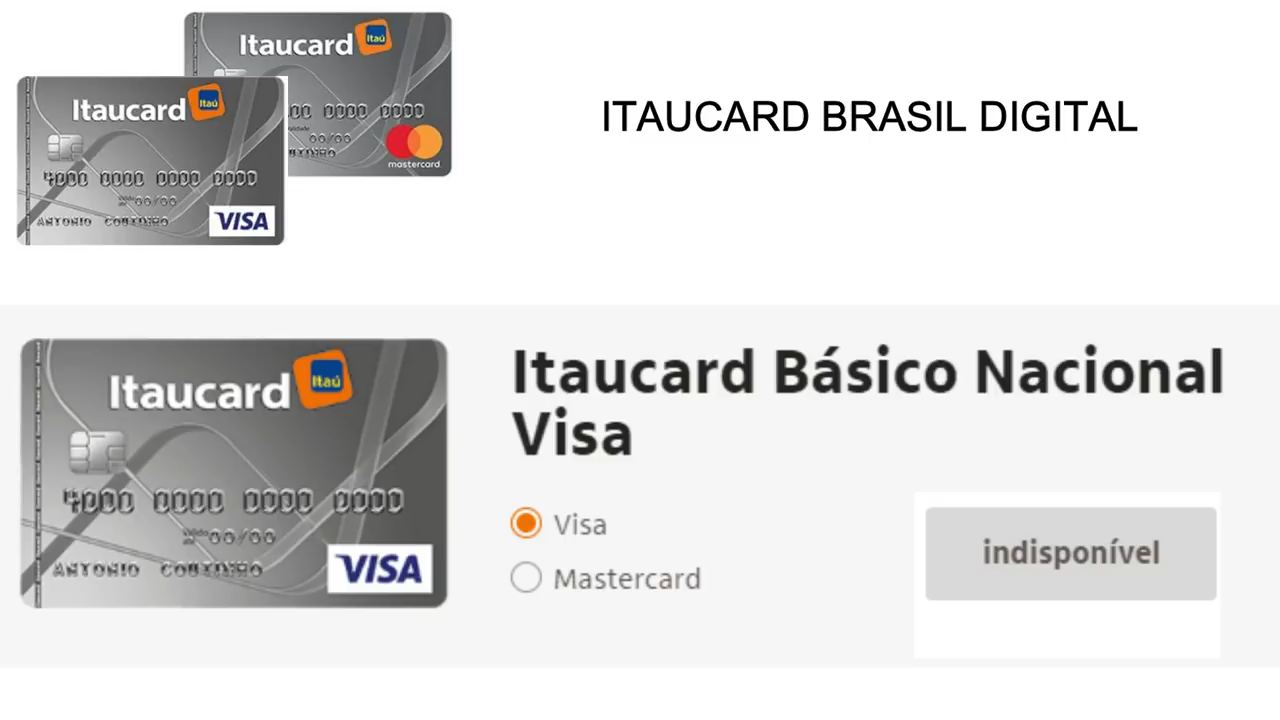 Itaucard Itaú
0000 0000
00/00
mastercard
Itaucard Itaú
4000 0000 0000 0000
00/00
ANTONIO COUTINHO
VISA
ITAUCARD BRASIL DIGITAL
Itaucard Itaú
4000 0000 0000 0000
00/00
ANTONIO COUTINHO
VISA
Itaucard Básico Nacional
Visa
Visa
Mastercard
indisponível